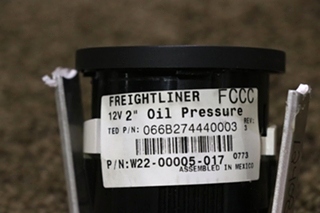 FREIGHTLINER FCCC
12V 2" Oil Pressure
TED P/N: 066B274440003 REV: 3
P/N: W22-00005-017 0773
ASSEMBLED IN MEXICO